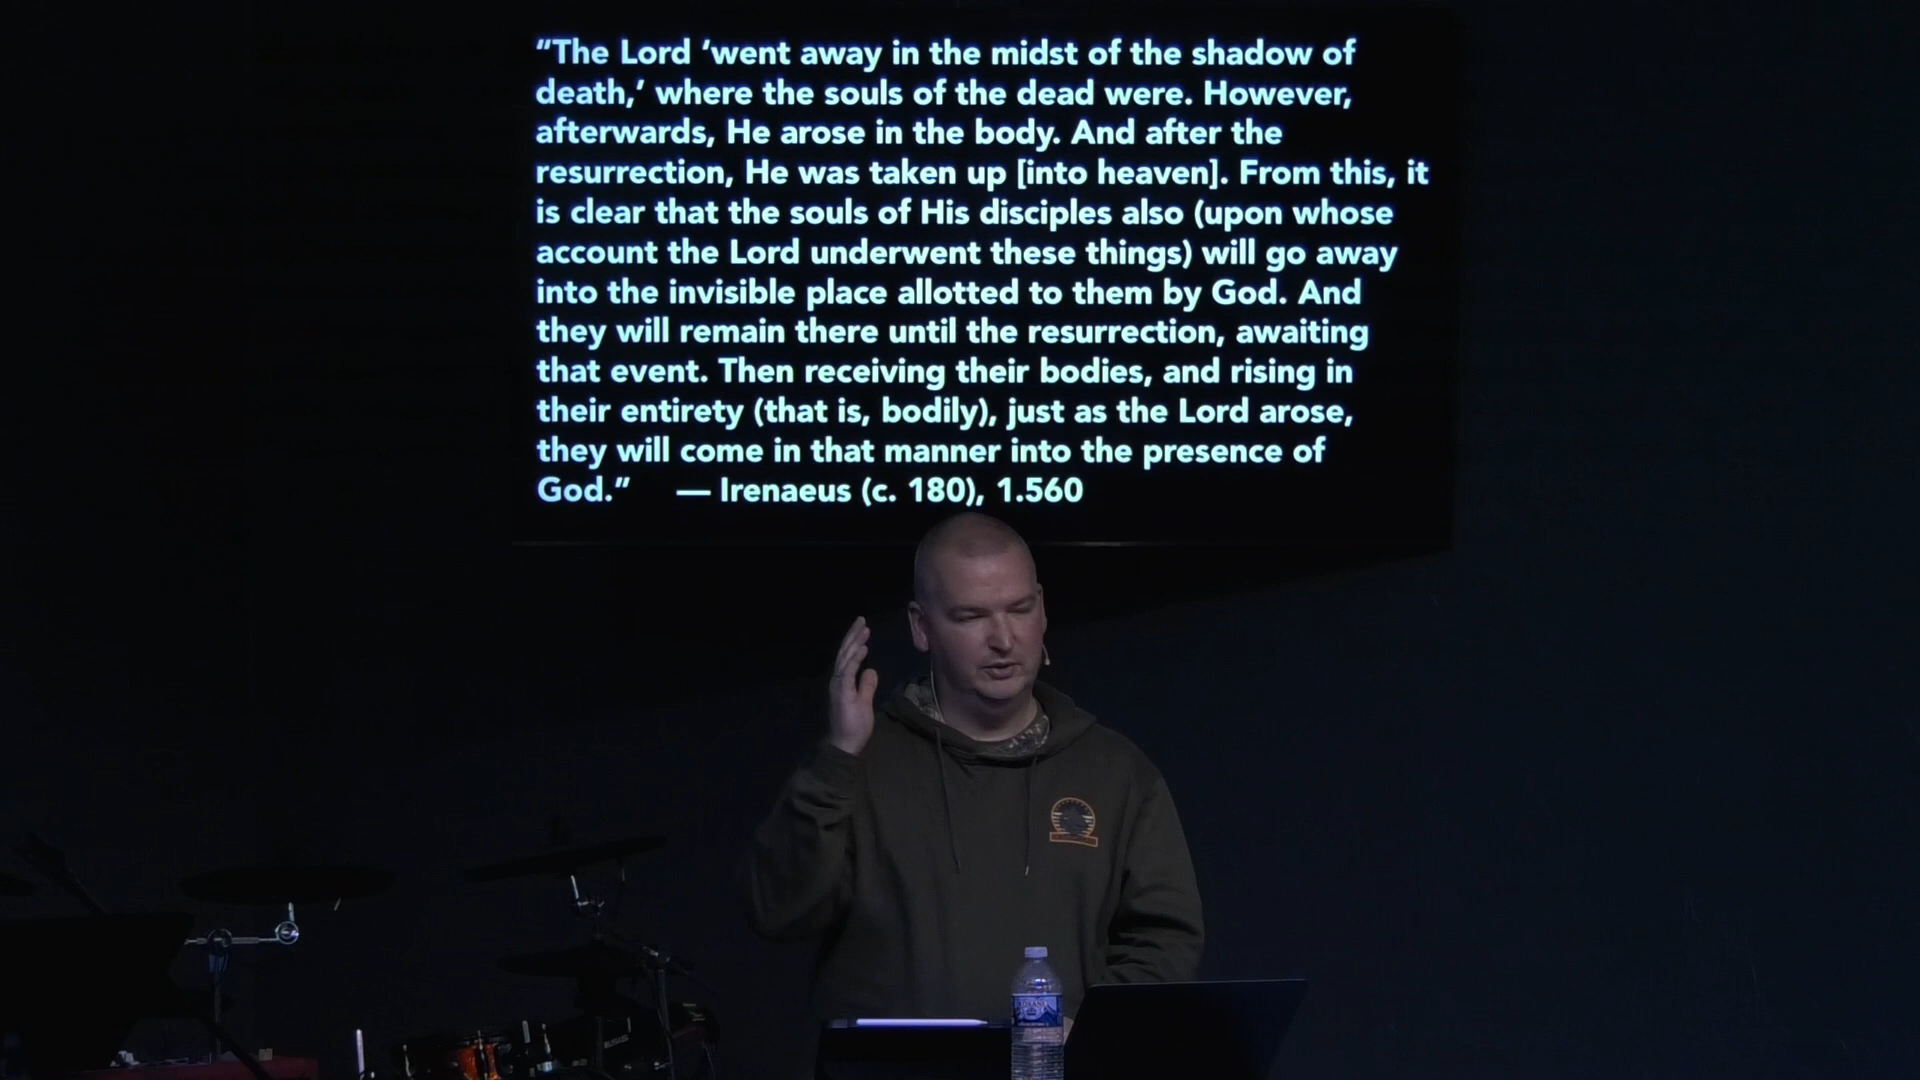 “The Lord ‘went away in the midst of the shadow of
death,’ where the souls of the dead were. However,
afterwards, He arose in the body. And after the
resurrection, He was taken up [into heaven]. From this, it
is clear that the souls of His disciples also (upon whose
account the Lord underwent these things) will go away
into the invisible place allotted to them by God. And
they will remain there until the resurrection, awaiting
that event. Then receiving their bodies, and rising in
their entirety (that is, bodily), just as the Lord arose,
they will come in that manner into the presence of
God.” — Irenaeus (c. 180), 1.560